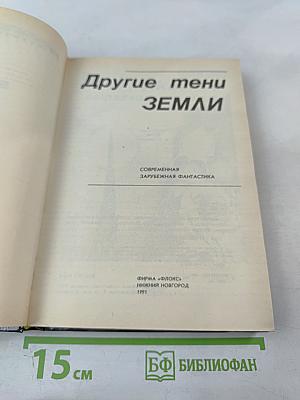 Другие тени
ЗЕМЛИ
СОВРЕМЕННАЯ
ЗАРУБЕЖНАЯ ФАНТАСТИКА
ФИРМА «ФЛОКС»
НИЖНИЙ НОВГОРОД
1991
15 см
БФ БИБЛИОФАН